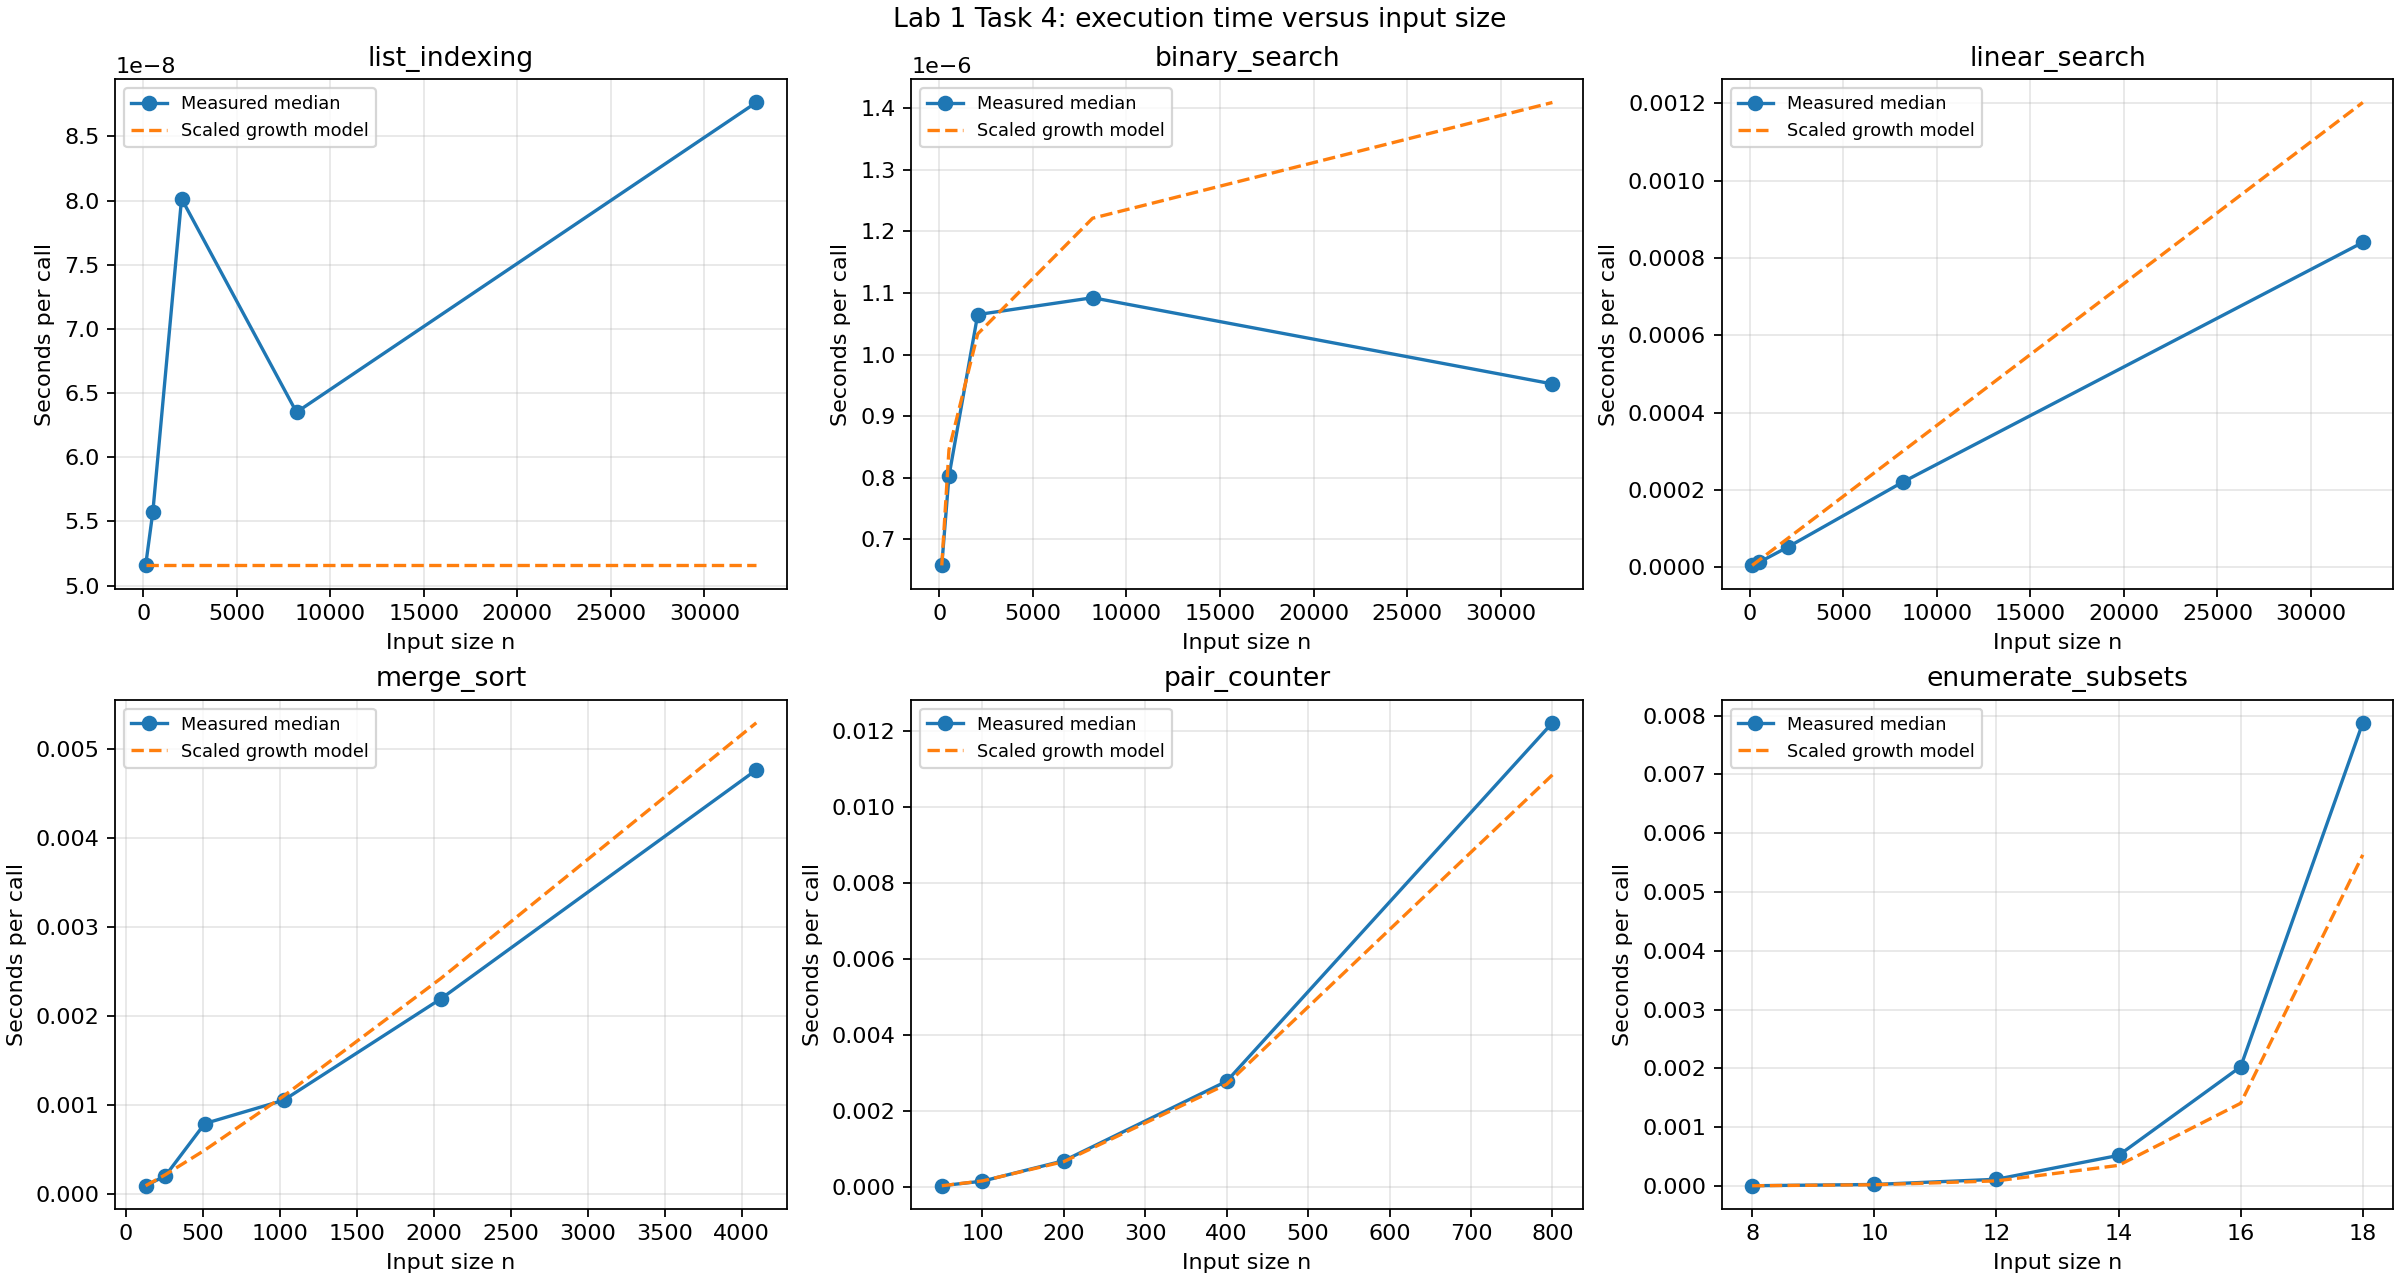 Lab 1 Task 4: execution time versus input size
list_indexing
1e−8
Measured median
Scaled growth model
8.5
8.0
7.5
7.0
6.5
6.0
5.5
5.0
Seconds per call
0 5000 10000 15000 20000 25000 30000
Input size n
binary_search
1e−6
Measured median
Scaled growth model
1.4
1.3
1.2
1.1
1.0
0.9
0.8
0.7
Seconds per call
0 5000 10000 15000 20000 25000 30000
Input size n
linear_search
Measured median
Scaled growth model
0.0012
0.0010
0.0008
0.0006
0.0004
0.0002
0.0000
Seconds per call
0 5000 10000 15000 20000 25000 30000
Input size n
merge_sort
Measured median
Scaled growth model
0.005
0.004
0.003
0.002
0.001
0.000
Seconds per call
0 500 1000 1500 2000 2500 3000 3500 4000
Input size n
pair_counter
Measured median
Scaled growth model
0.012
0.010
0.008
0.006
0.004
0.002
0.000
Seconds per call
100 200 300 400 500 600 700 800
Input size n
enumerate_subsets
Measured median
Scaled growth model
0.008
0.007
0.006
0.005
0.004
0.003
0.002
0.001
0.000
Seconds per call
8 10 12 14 16 18
Input size n